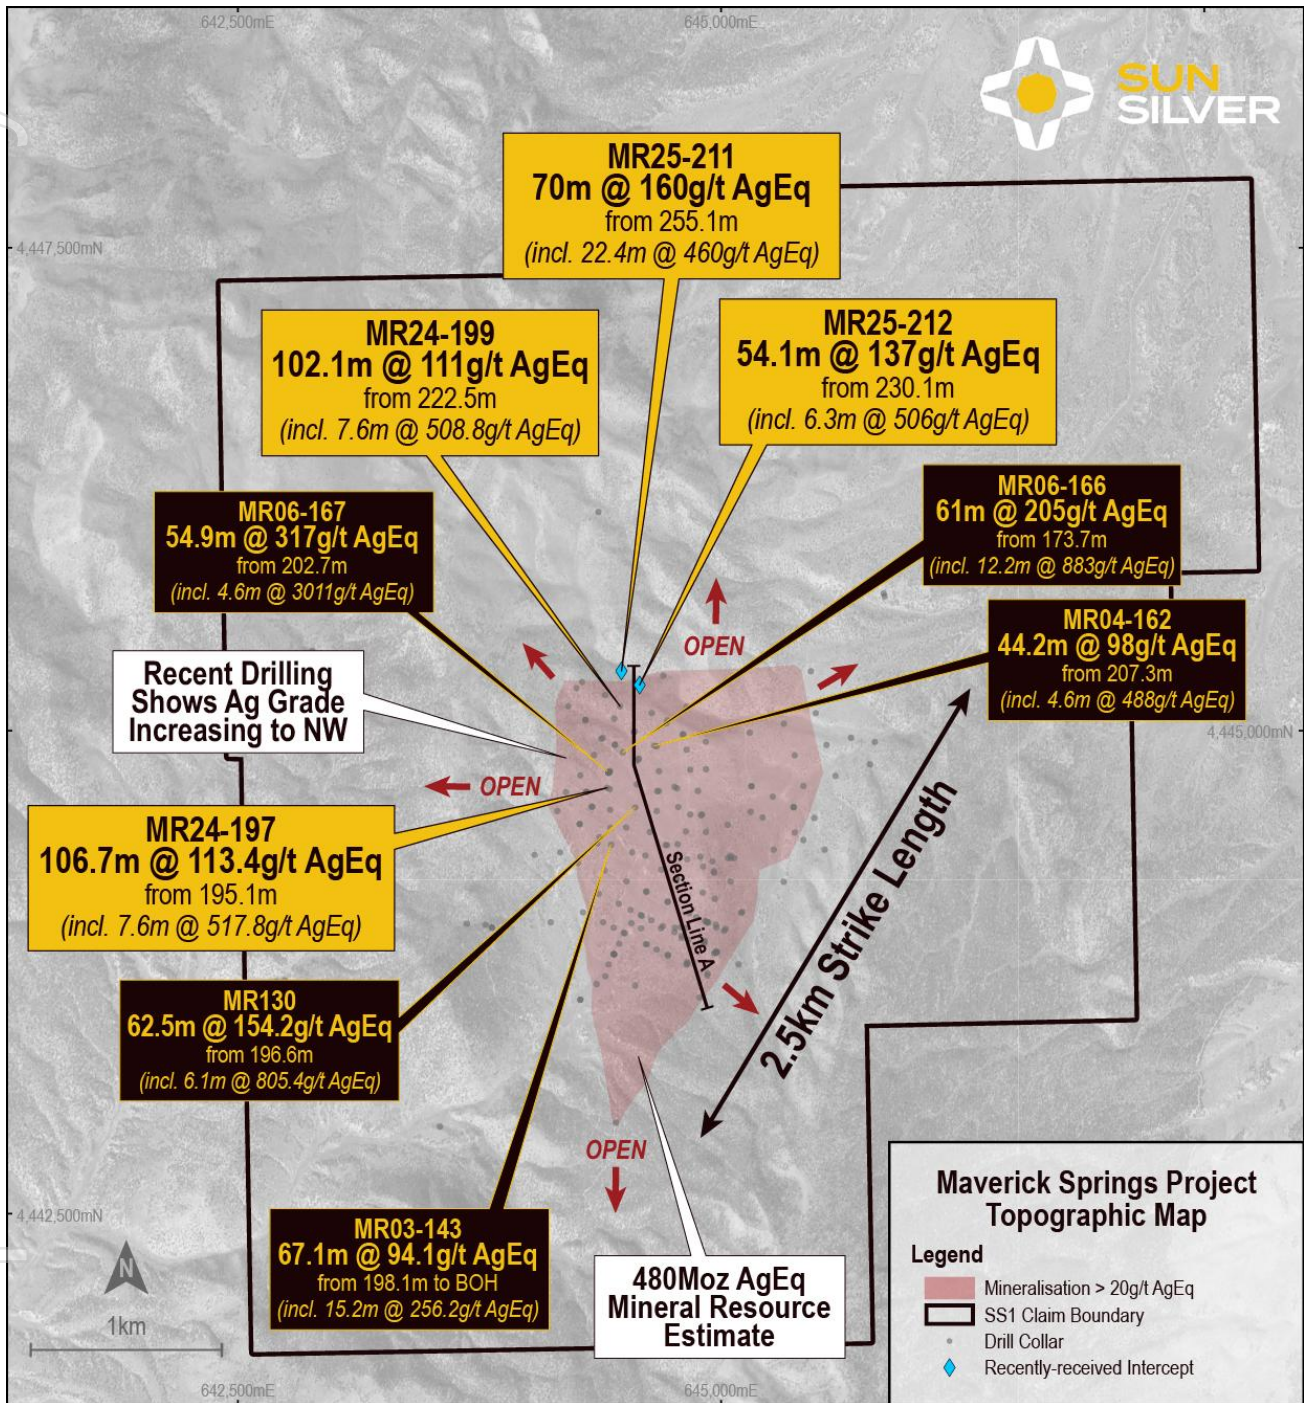 642,500mE
645,000mE
SUN
SILVER
MR25-211
70m @ 160g/t AgEq
from 255.1m
(incl. 22.4m @ 460g/t AgEq)
4,447,500mN
MR24-199
102.1m @ 111g/t AgEq
from 222.5m
(incl. 7.6m @ 508.8g/t AgEq)
MR25-212
54.1m @ 137g/t AgEq
from 230.1m
(incl. 6.3m @ 506g/t AgEq)
MR06-167
54.9m @ 317g/t AgEq
from 202.7m
(incl. 4.6m @ 3011g/t AgEq)
MR06-166
61m @ 205g/t AgEq
from 173.7m
(incl. 12.2m @ 883g/t AgEq)
OPEN
MR04-162
44.2m @ 98g/t AgEq
from 207.3m
(incl. 4.6m @ 488g/t AgEq)
Recent Drilling
Shows Ag Grade
Increasing to NW
4,445,000mN
OPEN
MR24-197
106.7m @ 113.4g/t AgEq
from 195.1m
(incl. 7.6m @ 517.8g/t AgEq)
Section Line A
2.5km Strike Length
MR130
62.5m @ 154.2g/t AgEq
from 196.6m
(incl. 6.1m @ 805.4g/t AgEq)
OPEN
4,442,500mN
MR03-143
67.1m @ 94.1g/t AgEq
from 198.1m to BOH
(incl. 15.2m @ 256.2g/t AgEq)
480Moz AgEq
Mineral Resource
Estimate
N
1km
Maverick Springs Project
Topographic Map
Legend
Mineralisation > 20g/t AgEq
SS1 Claim Boundary
Drill Collar
Recently-received Intercept
642,500mE
645,000mE